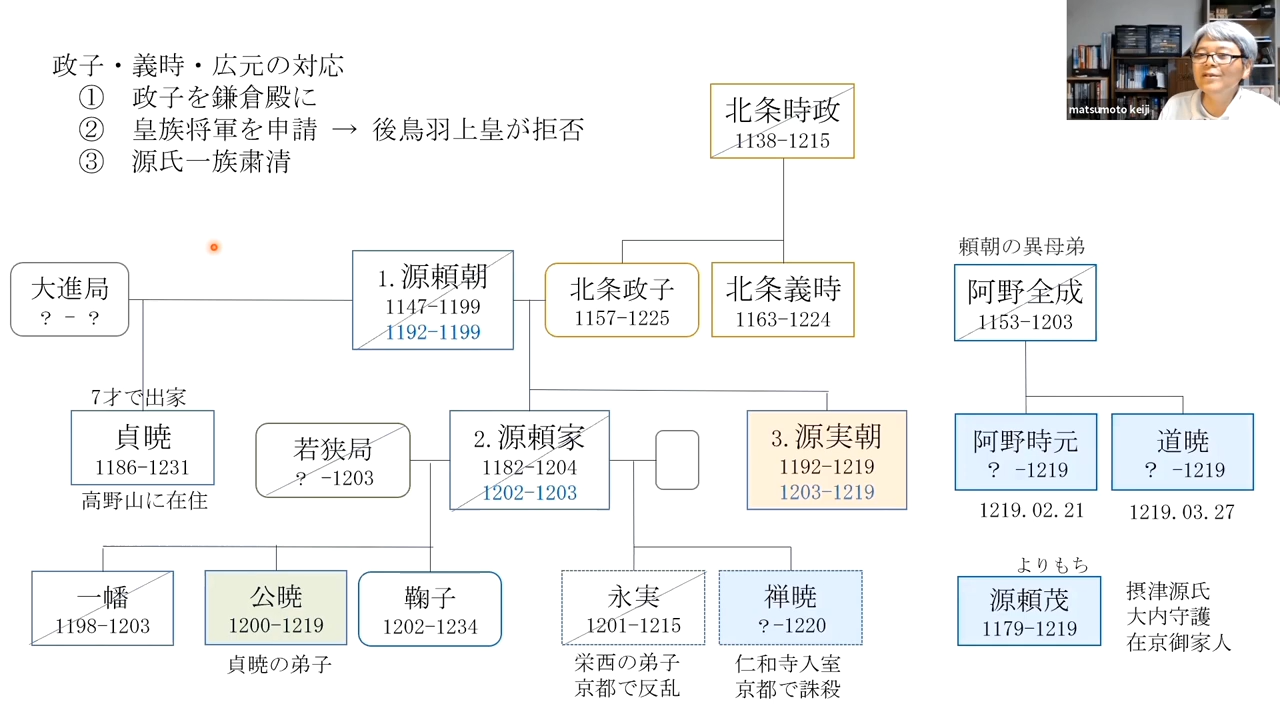 政子・義時・広元の対応
① 政子を鎌倉殿に
② 皇族将軍を申請 → 後鳥羽上皇が拒否
③ 源氏一族粛清
matsumoto keiji
北条時政
1138-1215
大進局
? - ?
1.源頼朝
1147-1199
1192-1199
北条政子
1157-1225
北条義時
1163-1224
頼朝の異母弟
阿野全成
1153-1203
7才で出家
貞暁
1186-1231
高野山に在住
若狭局
? -1203
2.源頼家
1182-1204
1202-1203
3.源実朝
1192-1219
1203-1219
阿野時元
? -1219
1219.02.21
道暁
? -1219
1219.03.27
一幡
1198-1203
公暁
1200-1219
貞暁の弟子
鞠子
1202-1234
永実
1201-1215
栄西の弟子
京都で反乱
禅暁
?-1220
仁和寺入室
京都で誅殺
よりもち
源頼茂
1179-1219
摂津源氏
大内守護
在京御家人